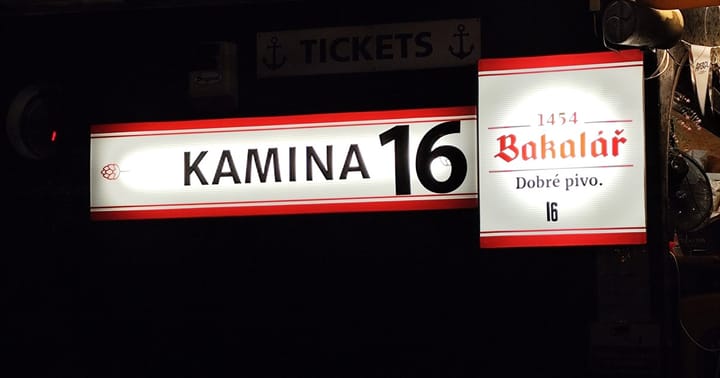 TICKETS
KAMINA 16
1454
Bakalář
Dobré pivo.
16